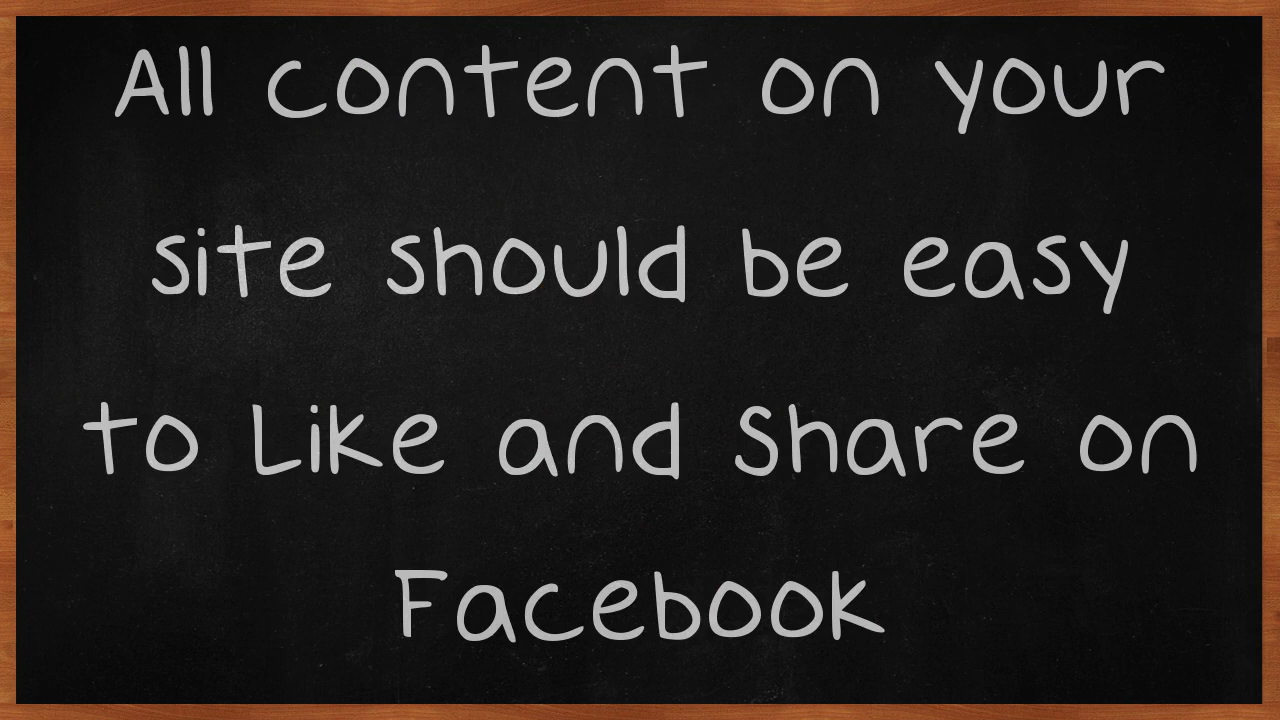 All content on your
site should be easy
to Like and Share on
Facebook